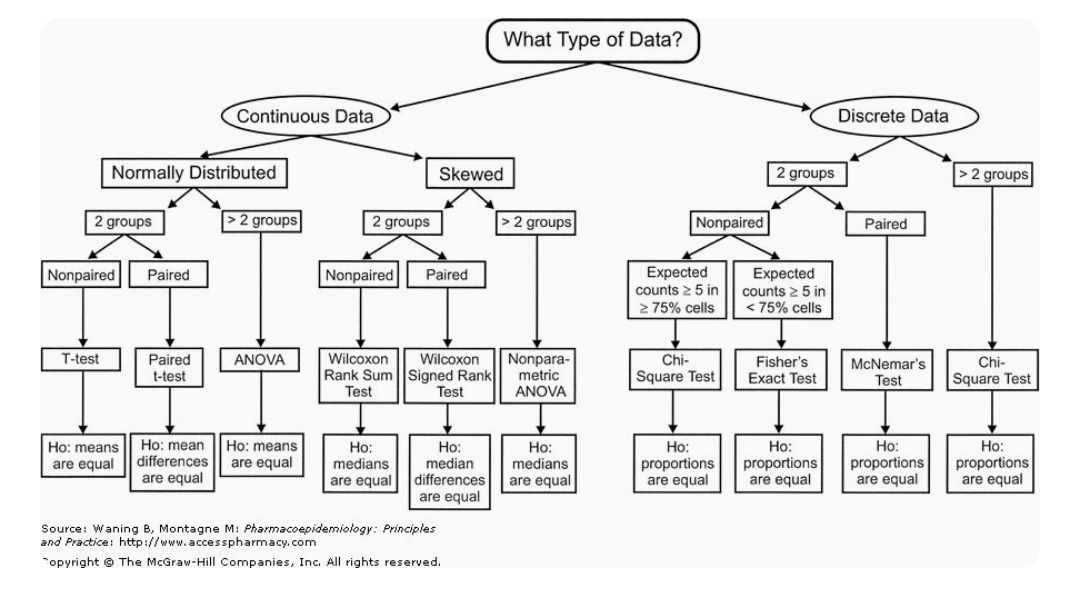 What Type of Data?
Continuous Data
Discrete Data
Normally Distributed
Skewed
2 groups
> 2 groups
2 groups
> 2 groups
2 groups
> 2 groups
Nonpaired
Paired
Nonpaired
Paired
Nonpaired
Paired
Expected
counts ≥ 5 in
≥ 75% cells
Expected
counts ≥ 5 in
< 75% cells
T-test
Paired
t-test
ANOVA
Wilcoxon
Rank Sum
Test
Wilcoxon
Signed Rank
Test
Nonpara-
metric
ANOVA
Chi-
Square Test
Fisher's
Exact Test
McNemar's
Test
Chi-
Square Test
Ho: means
are equal
Ho: mean
differences
are equal
Ho: means
are equal
Ho:
medians
are equal
Ho:
median
differences
are equal
Ho:
medians
are equal
Ho:
proportions
are equal
Ho:
proportions
are equal
Ho:
proportions
are equal
Ho:
proportions
are equal
Source: Waning B, Montagne M: Pharmacoepidemiology: Principles
and Practice: http://www.accesspharmacy.com
Copyright © The McGraw-Hill Companies, Inc. All rights reserved.